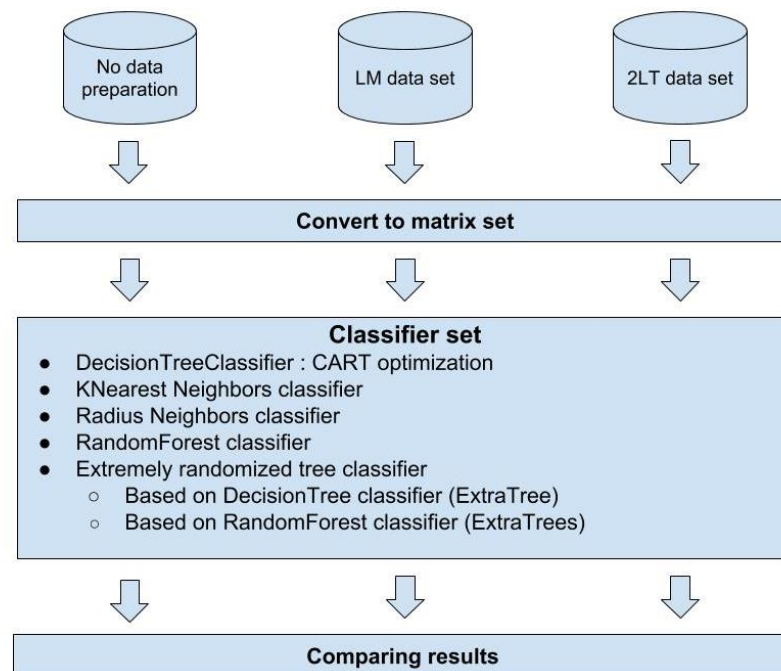 No data
preparation
LM data set
2LT data set
Convert to matrix set
Classifier set
● DecisionTreeClassifier : CART optimization
● KNearest Neighbors classifier
● Radius Neighbors classifier
● RandomForest classifier
● Extremely randomized tree classifier
○ Based on DecisionTree classifier (ExtraTree)
○ Based on RandomForest classifier (ExtraTrees)
Comparing results